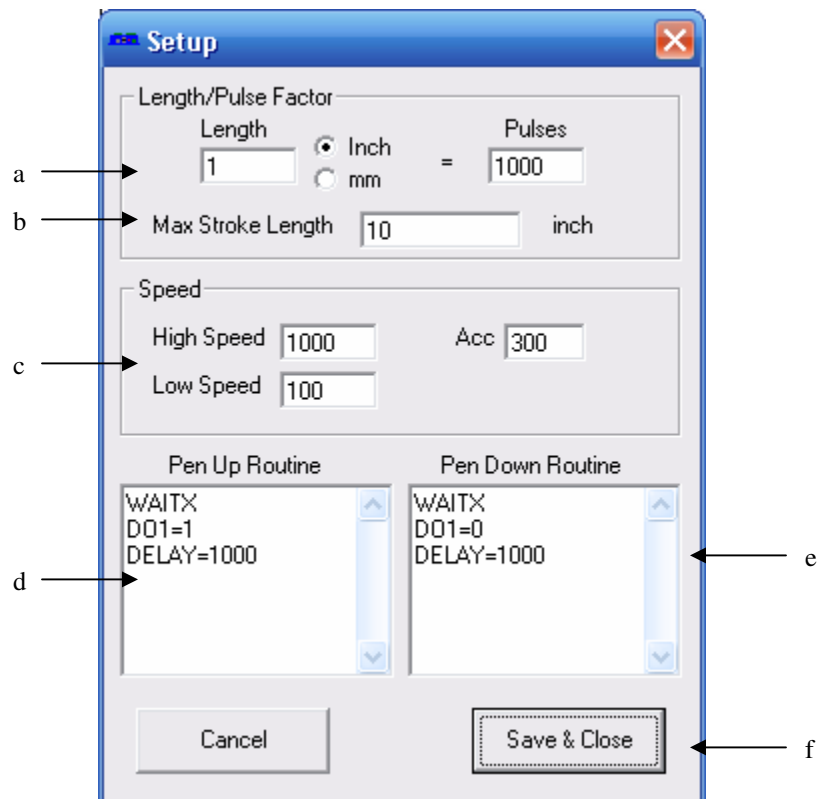 Setup
Length/Pulse Factor
Length Pulses
a 1 Inch mm = 1000
b Max Stroke Length 10 inch
Speed
High Speed 1000 Acc 300
c
Low Speed 100
Pen Up Routine Pen Down Routine
WAITX WAITX
DO1=1 DO1=0
DELAY=1000 DELAY=1000
d e
Cancel Save & Close
f